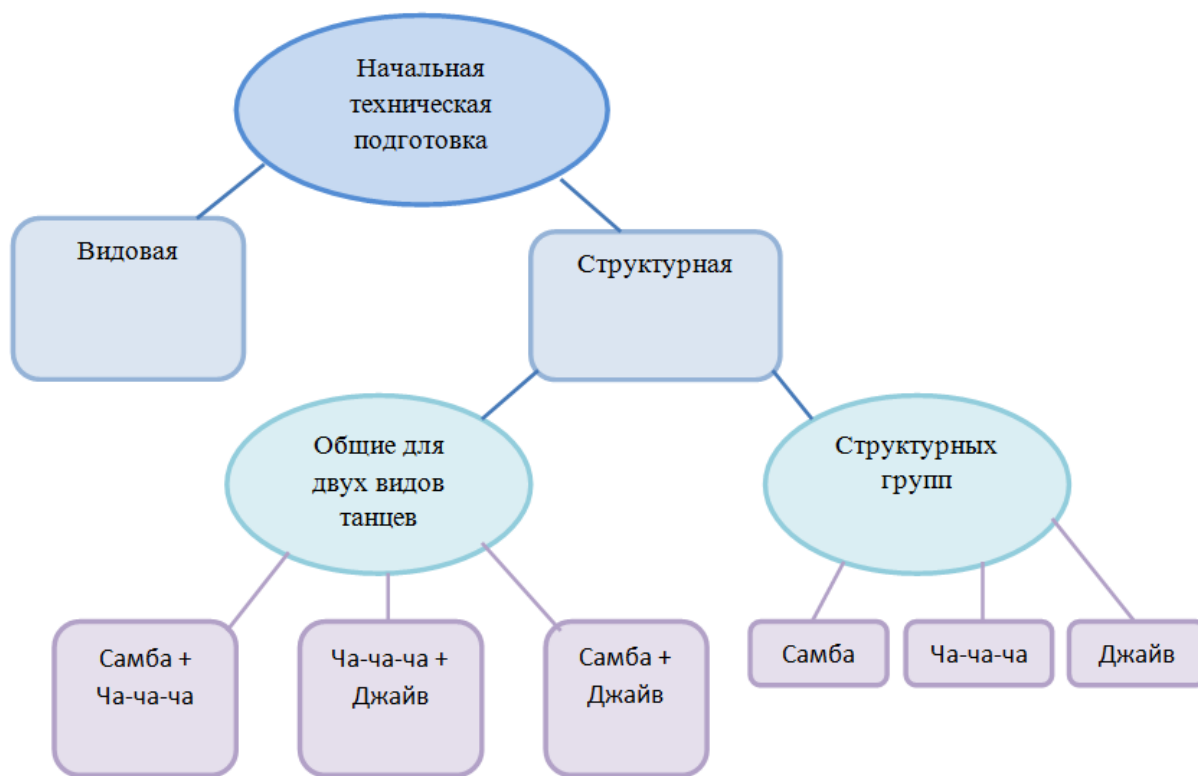 Начальная
техническая
подготовка
Видовая
Структурная
Общие для
двух видов
танцев
Структурных
групп
Самба +
Ча-ча-ча
Ча-ча-ча +
Джайв
Самба +
Джайв
Самба
Ча-ча-ча
Джайв